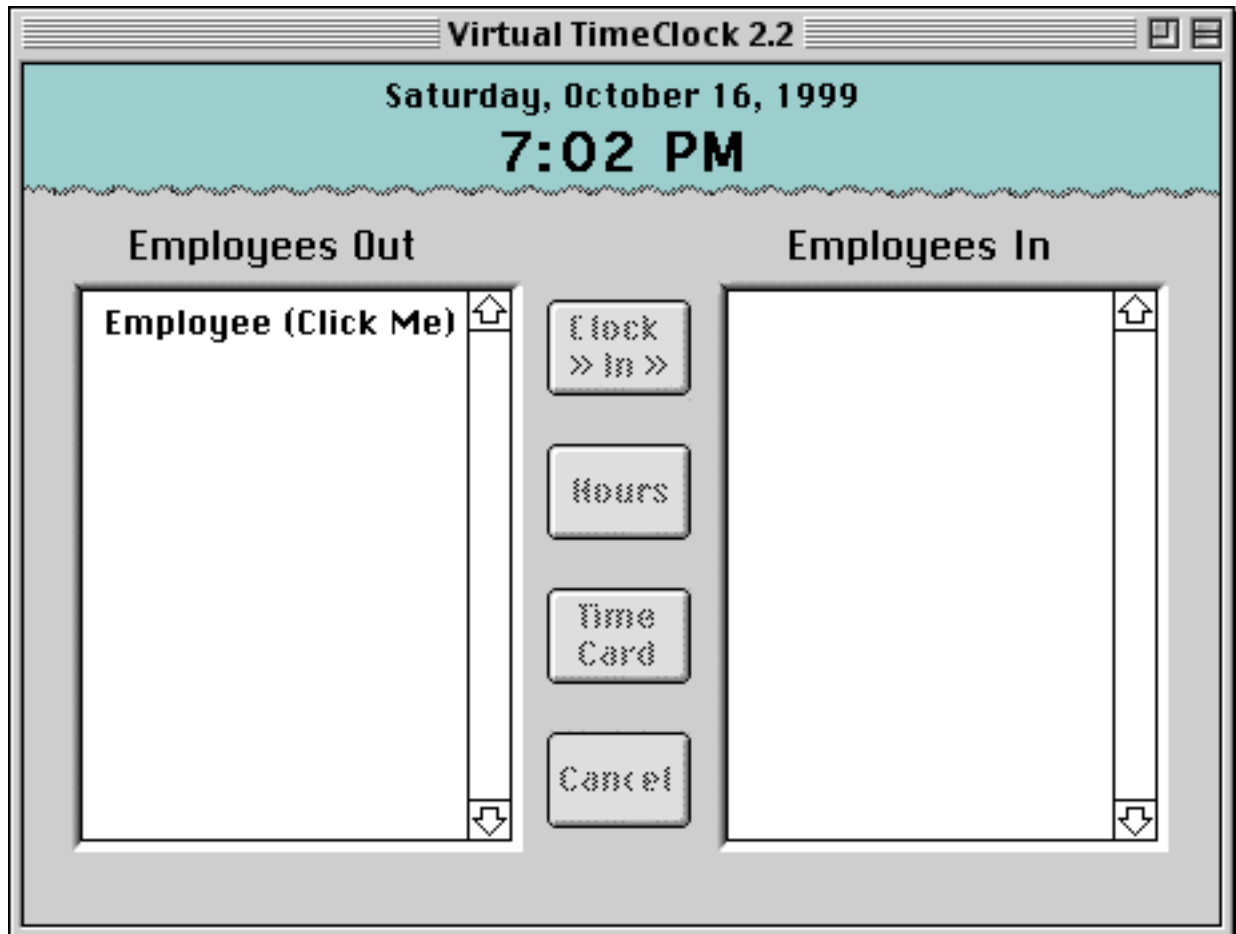 Virtual TimeClock 2.2
Saturday, October 16, 1999
7:02 PM
Employees Out
Employees In
Employee (Click Me)
Clock
>> In >>
Hours
Time
Card
Cancel